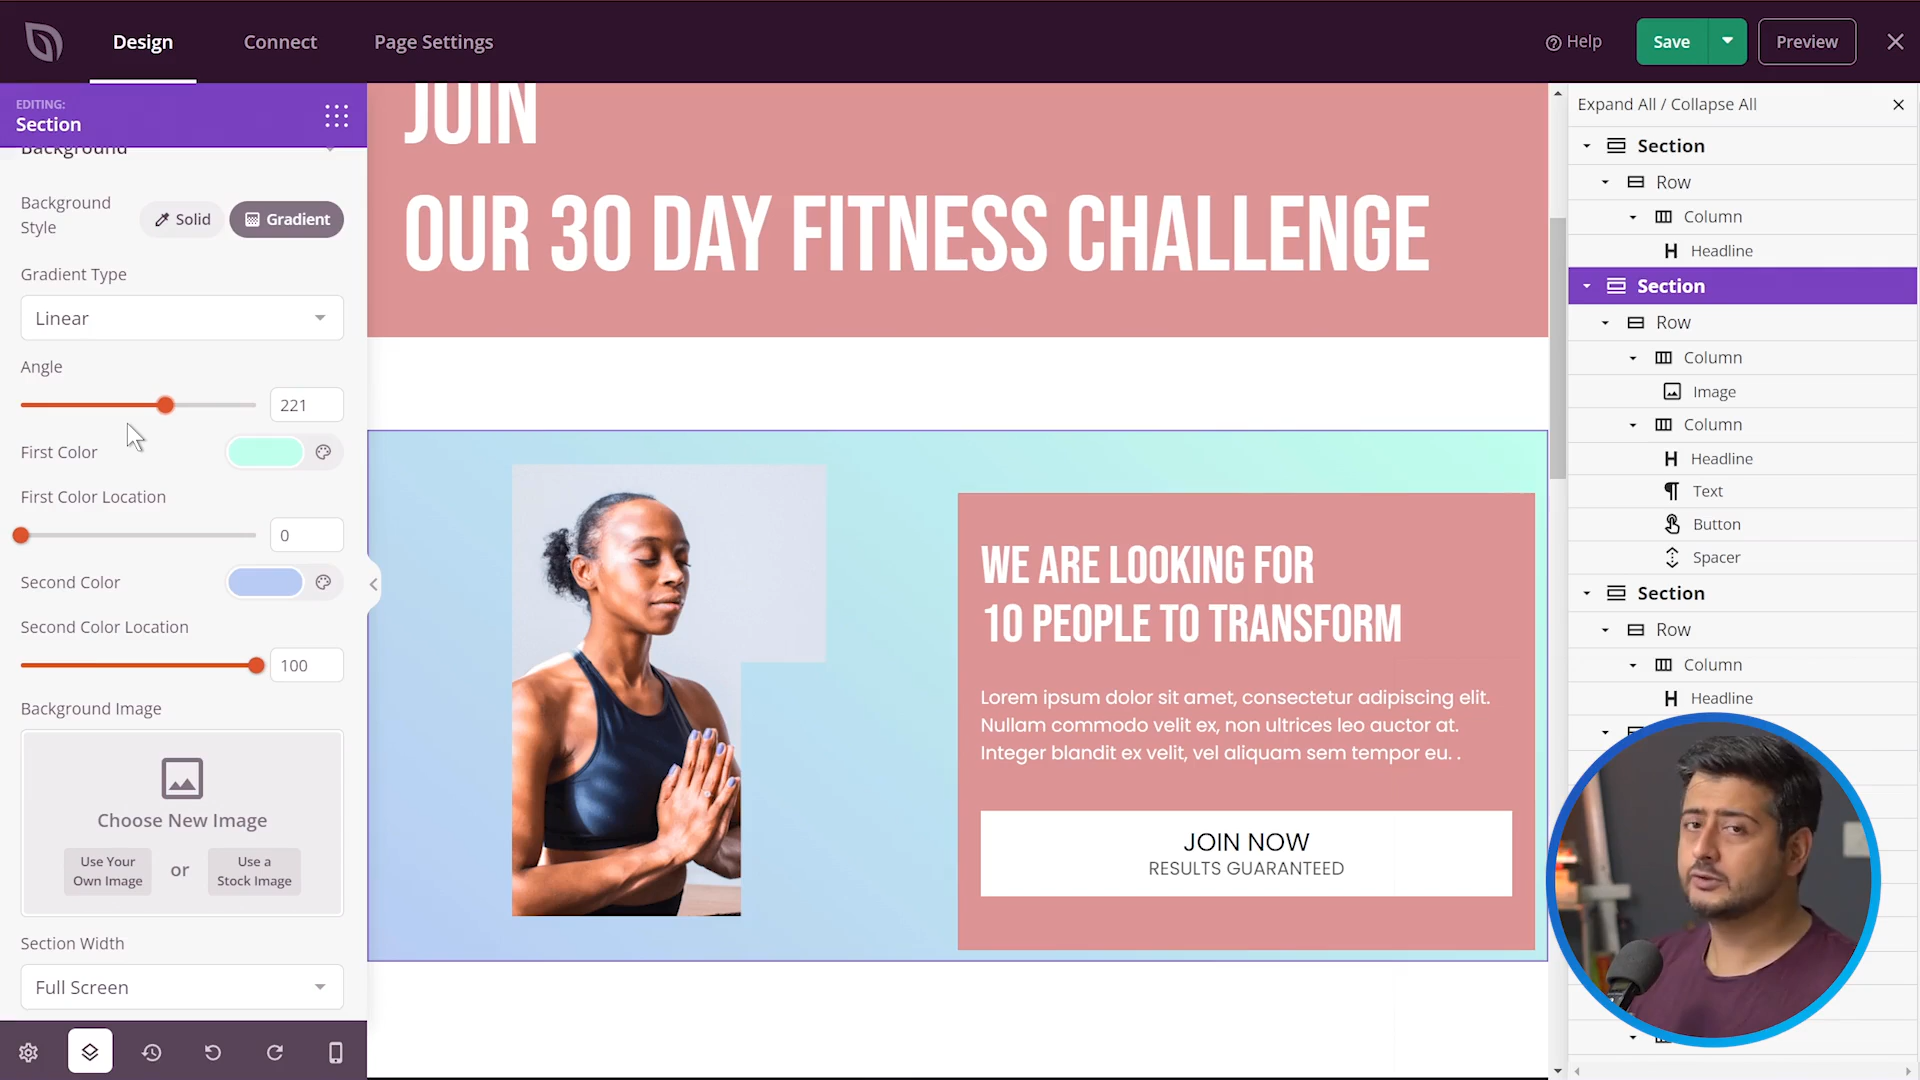 Design
Connect
Page Settings
Help
Save
Preview
EDITING:
Section
Background
Background
Style
Solid
Gradient
Gradient Type
Linear
Angle
221
First Color
First Color Location
0
Second Color
Second Color Location
100
Background Image
Choose New Image
Use Your
Own Image
or
Use a
Stock Image
Section Width
Full Screen
JOIN
OUR 30 DAY FITNESS CHALLENGE
WE ARE LOOKING FOR
10 PEOPLE TO TRANSFORM
Lorem ipsum dolor sit amet, consectetur adipiscing elit.
Nullam commodo velit ex, non ultrices leo auctor at.
Integer blandit ex velit, vel aliquam sem tempor eu. .
JOIN NOW
RESULTS GUARANTEED
Expand All / Collapse All
Section
Row
Column
Headline
Section
Row
Column
Image
Column
Headline
Text
Button
Spacer
Section
Row
Column
Headline